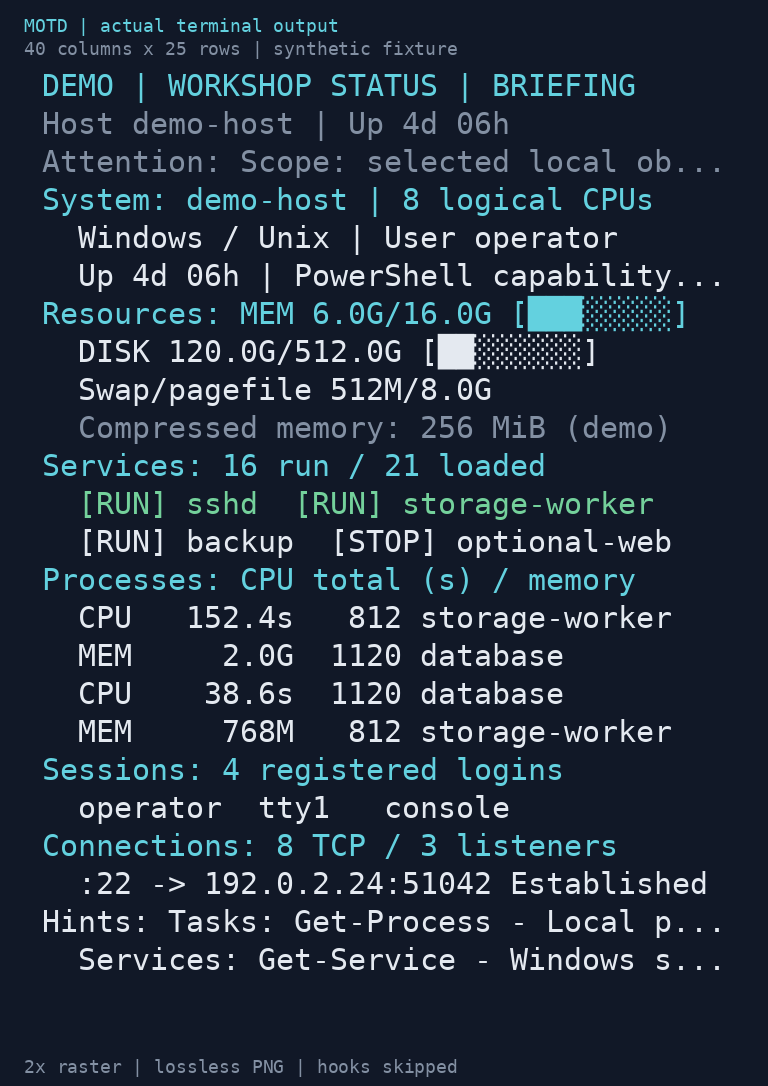 MOTD | actual terminal output
40 columns x 25 rows | synthetic fixture
DEMO | WORKSHOP STATUS | BRIEFING
Host demo-host | Up 4d 06h
Attention: Scope: selected local ob...
System: demo-host | 8 logical CPUs
  Windows / Unix | User operator
  Up 4d 06h | PowerShell capability...
Resources: MEM 6.0G/16.0G [███░░░░░]
  DISK 120.0G/512.0G [██░░░░░░]
  Swap/pagefile 512M/8.0G
  Compressed memory: 256 MiB (demo)
Services: 16 run / 21 loaded
  [RUN] sshd  [RUN] storage-worker
  [RUN] backup  [STOP] optional-web
Processes: CPU total (s) / memory
  CPU   152.4s   812 storage-worker
  MEM     2.0G  1120 database
  CPU    38.6s  1120 database
  MEM     768M   812 storage-worker
Sessions: 4 registered logins
  operator  tty1   console
Connections: 8 TCP / 3 listeners
  :22 -> 192.0.2.24:51042 Established
Hints: Tasks: Get-Process - Local p...
  Services: Get-Service - Windows s...
2x raster | lossless PNG | hooks skipped